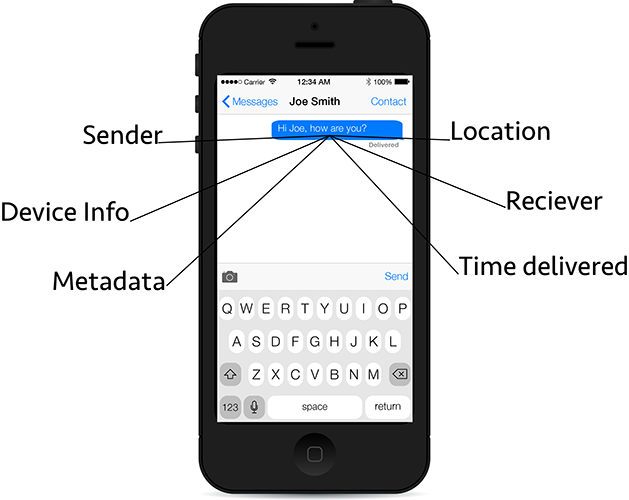 Carrier 12:34 AM 100%
Messages Joe Smith Contact
Hi Joe, how are you?
Delivered
Sender
Location
Device Info
Reciever
Metadata
Time delivered
Send
Q W E R T Y U I O P
A S D F G H J K L
Z X C V B N M
123 space return